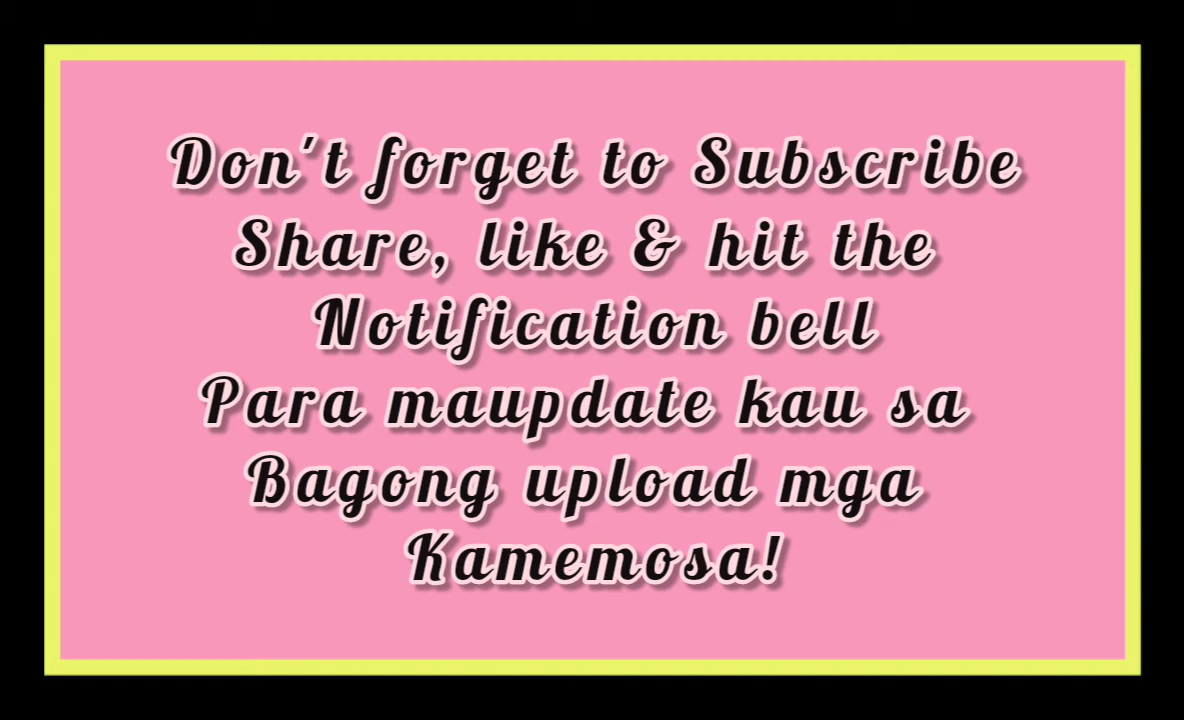 Don't forget to Subscribe
Share, like & hit the
Notification bell
Para maupdate kau sa
Bagong upload mga
Kamemosa!